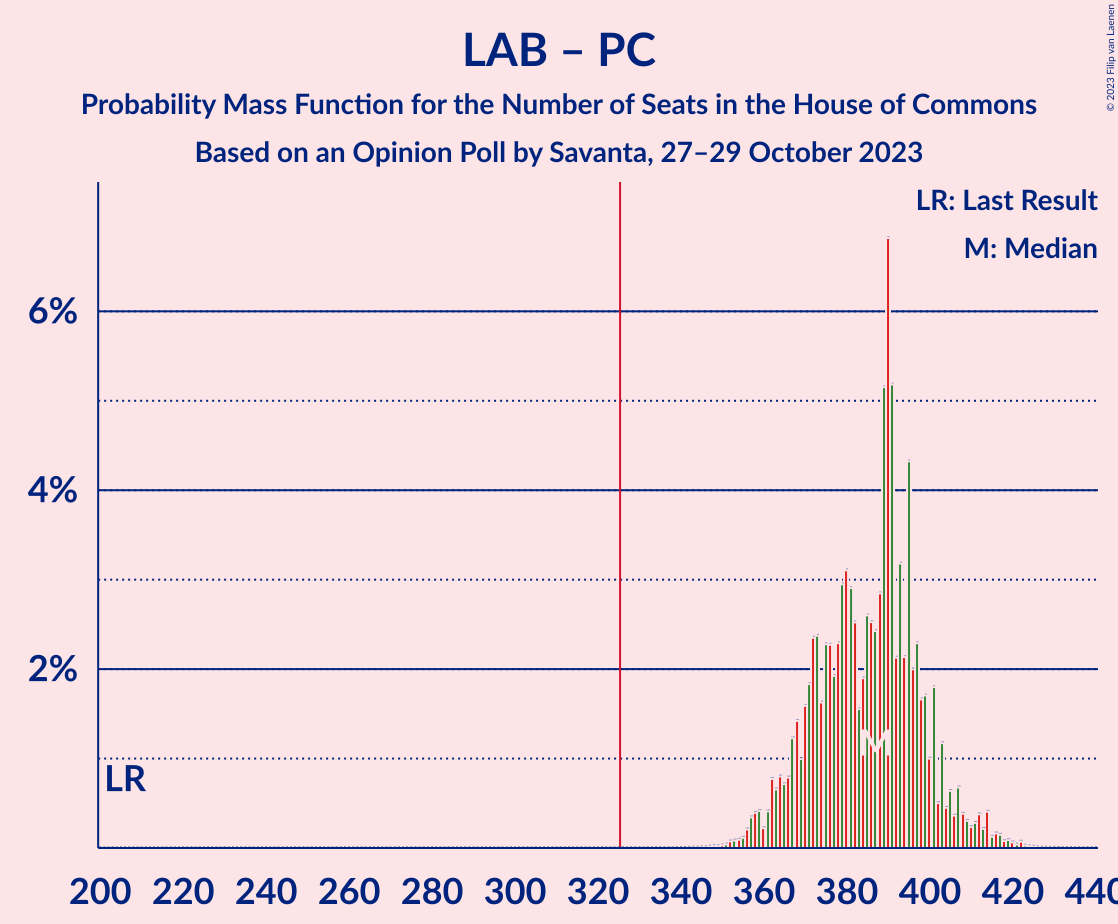 LAB – PC
Probability Mass Function for the Number of Seats in the House of Commons
Based on an Opinion Poll by Savanta, 27–29 October 2023
© 2023 Filip van Laenen
LR: Last Result
M: Median
6%
4%
2%
LR
M
200 220 240 260 280 300 320 340 360 380 400 420 440